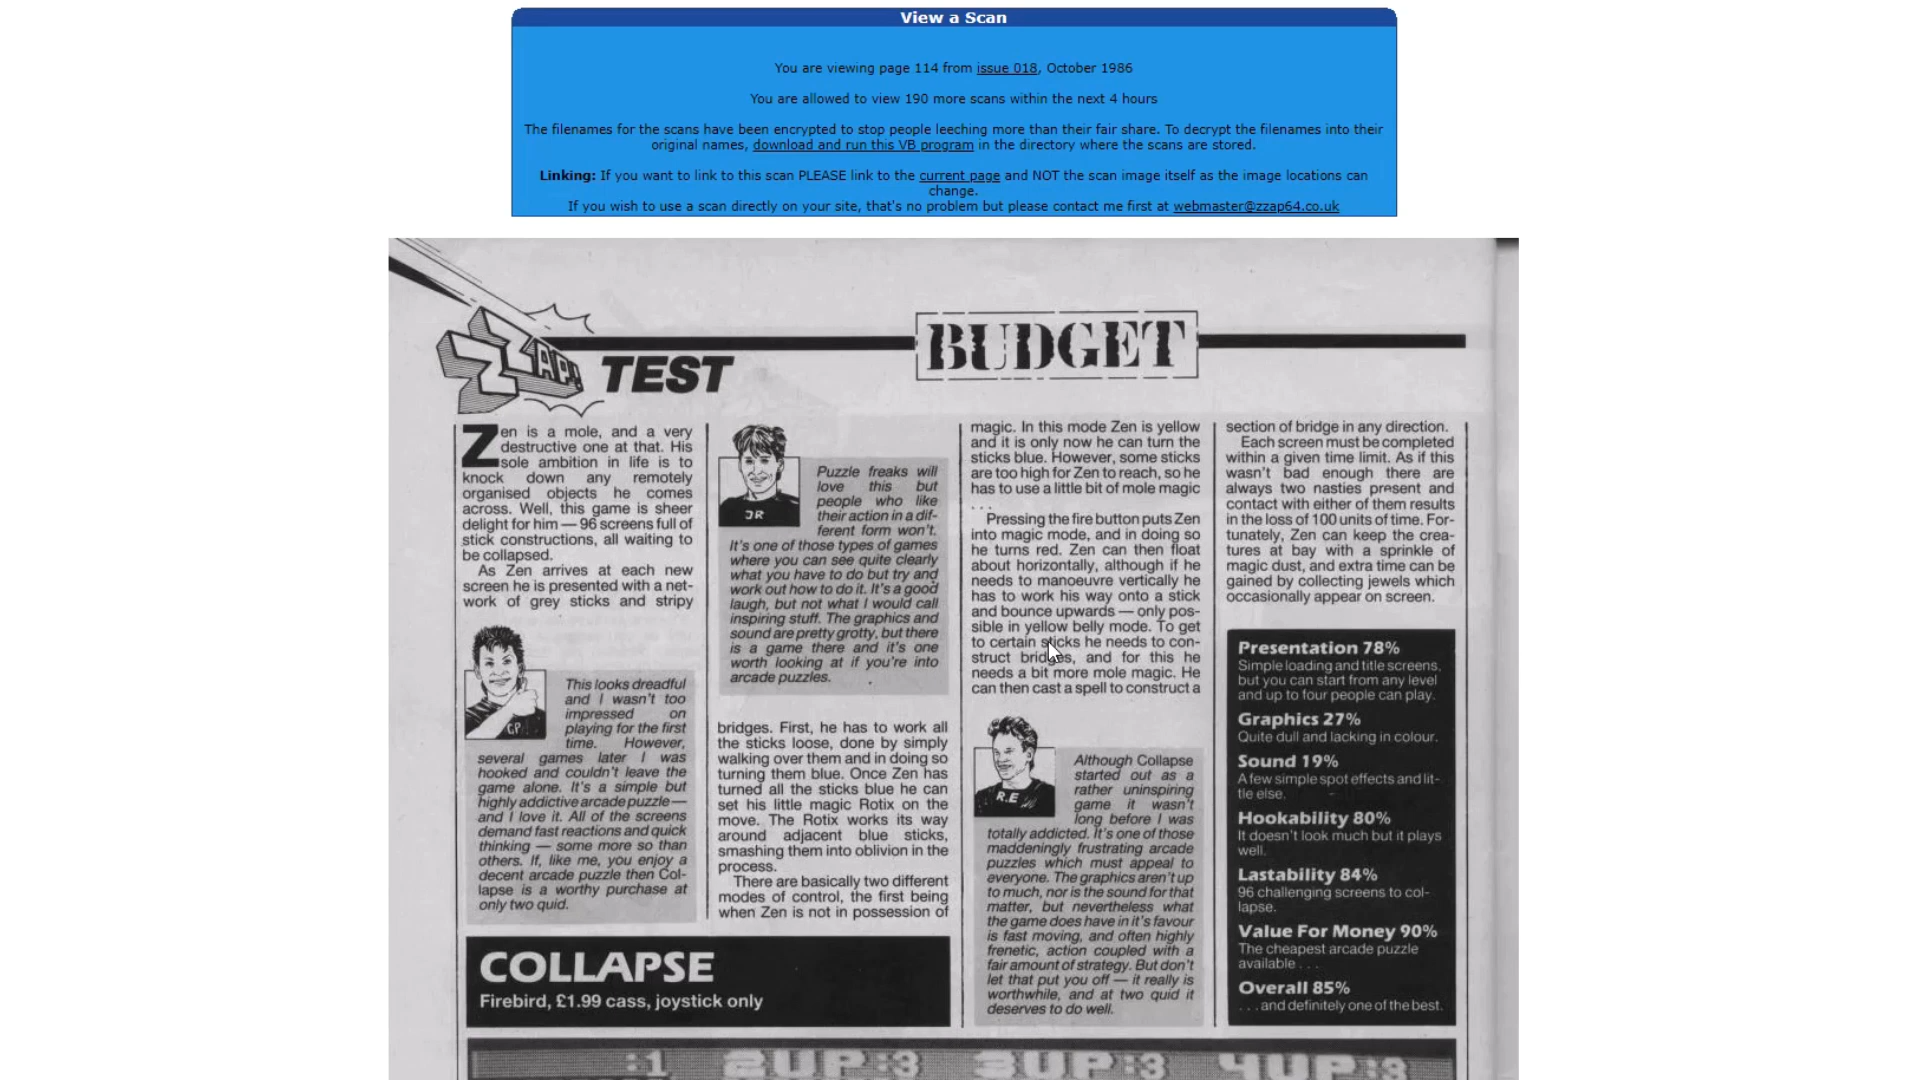 View a Scan
You are viewing page 114 from issue 018, October 1986
You are allowed to view 190 more scans within the next 4 hours
The filenames for the scans have been encrypted to stop people leeching more than their fair share. To decrypt the filenames into their
original names, download and run this VB program in the directory where the scans are stored.
Linking: If you want to link to this scan PLEASE link to the current page and NOT the scan image itself as the image locations can
change.
If you wish to use a scan directly on your site, that's no problem but please contact me first at webmaster@zzap64.co.uk
ZZAP! TEST
BUDGET
Zen is a mole, and a very
destructive one at that. His
sole ambition in life is to
knock down any remotely
organised objects he comes
across. Well, this game is sheer
delight for him — 96 screens full of
stick constructions, all waiting to
be collapsed.
As Zen arrives at each new
screen he is presented with a net-
work of grey sticks and stripy
GP
This looks dreadful
and I wasn't too
impressed on
playing for the first
time. However,
several games later I was
hooked and couldn't leave the
game alone. It's a simple but
highly addictive arcade puzzle —
and I love it. All of the screens
demand fast reactions and quick
thinking — some more so than
others. If, like me, you enjoy a
decent arcade puzzle then Col-
lapse is a worthy purchase at
only two quid.
JR
Puzzle freaks will
love this but
people who like
their action in a dif-
ferent form won't.
It's one of those types of games
where you can see quite clearly
what you have to do but try and
work out how to do it. It's a good
laugh, but not what I would call
inspiring stuff. The graphics and
sound are pretty grotty, but there
is a game there and it's one
worth looking at if you're into
arcade puzzles.
bridges. First, he has to work all
the sticks loose, done by simply
walking over them and in doing so
turning them blue. Once Zen has
turned all the sticks blue he can
set his little magic Rotix on the
move. The Rotix works its way
around adjacent blue sticks,
smashing them into oblivion in the
process.
There are basically two different
modes of control, the first being
when Zen is not in possession of
magic. In this mode Zen is yellow
and it is only now he can turn the
sticks blue. However, some sticks
are too high for Zen to reach, so he
has to use a little bit of mole magic
. . .
Pressing the fire button puts Zen
into magic mode, and in doing so
he turns red. Zen can then float
about horizontally, although if he
needs to manoeuvre vertically he
has to work his way onto a stick
and bounce upwards — only pos-
sible in yellow belly mode. To get
to certain sticks he needs to con-
struct bridges, and for this he
needs a bit more mole magic. He
can then cast a spell to construct a
R.E
Although Collapse
started out as a
rather uninspiring
game it wasn't
long before I was
totally addicted. It's one of those
maddeningly frustrating arcade
puzzles which must appeal to
everyone. The graphics aren't up
to much, nor is the sound for that
matter, but nevertheless what
the game does have in it's favour
is fast moving, and often highly
frenetic, action coupled with a
fair amount of strategy. But don't
let that put you off — it really is
worthwhile, and at two quid it
deserves to do well.
section of bridge in any direction.
Each screen must be completed
within a given time limit. As if this
wasn't bad enough there are
always two nasties present and
contact with either of them results
in the loss of 100 units of time. For-
tunately, Zen can keep the crea-
tures at bay with a sprinkle of
magic dust, and extra time can be
gained by collecting jewels which
occasionally appear on screen.
Presentation 78%
Simple loading and title screens,
but you can start from any level
and up to four people can play.
Graphics 27%
Quite dull and lacking in colour.
Sound 19%
A few simple spot effects and lit-
tle else.
Hookability 80%
It doesn't look much but it plays
well.
Lastability 84%
96 challenging screens to col-
lapse.
Value For Money 90%
The cheapest arcade puzzle
available . . .
Overall 85%
. . . and definitely one of the best.
COLLAPSE
Firebird, £1.99 cass, joystick only
:1 2UP:3 3UP:3 4UP:3